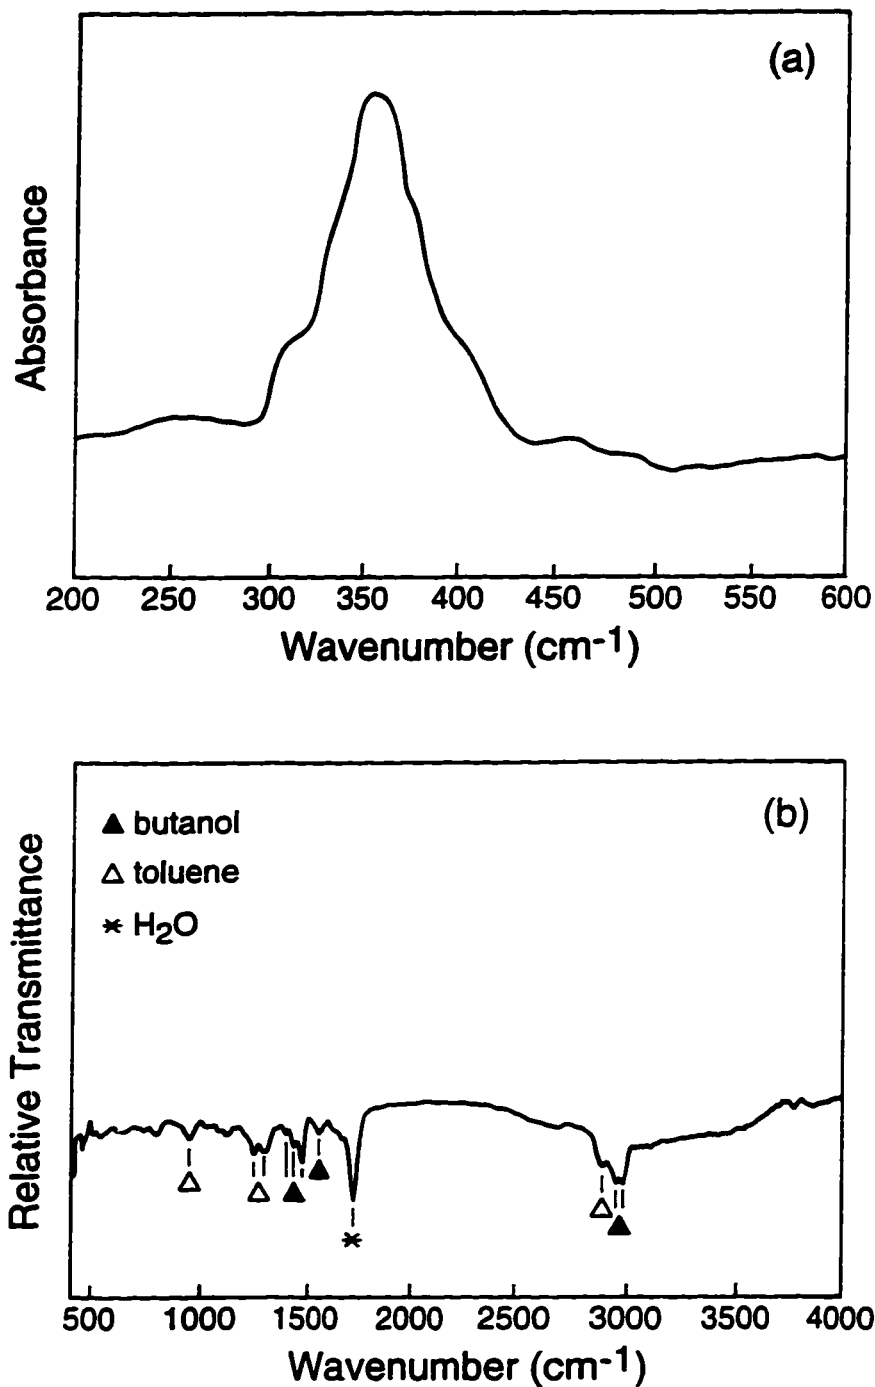 (a)
Absorbance
200 250 300 350 400 450 500 550 600
Wavenumber (cm-1)
(b)
▲ butanol
△ toluene
* H2O
Relative Transmittance
500 1000 1500 2000 2500 3000 3500 4000
Wavenumber (cm-1)